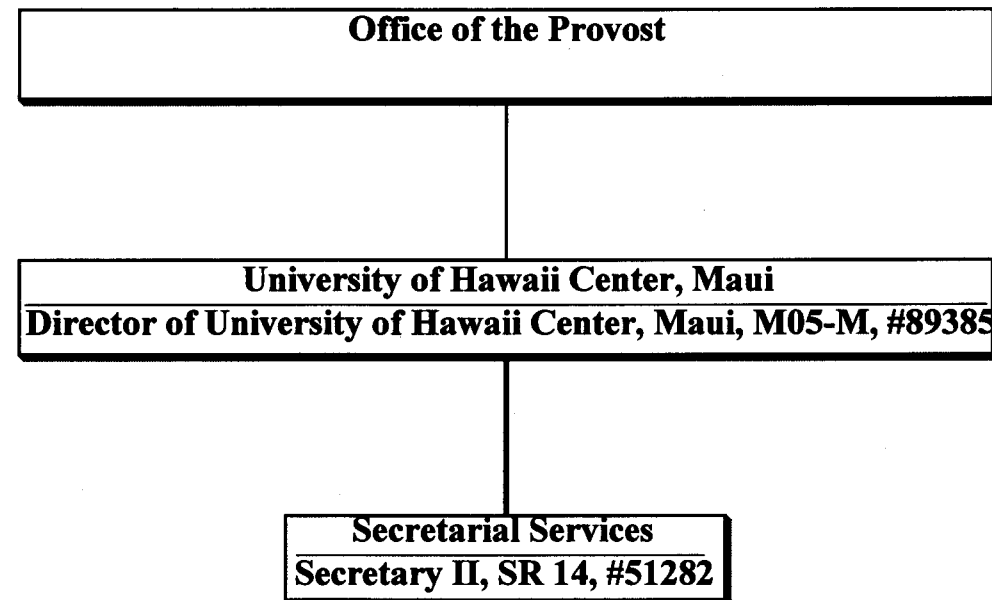 Office of the Provost
University of Hawaii Center, Maui
Director of University of Hawaii Center, Maui, M05-M, #89385
Secretarial Services
Secretary II, SR 14, #51282